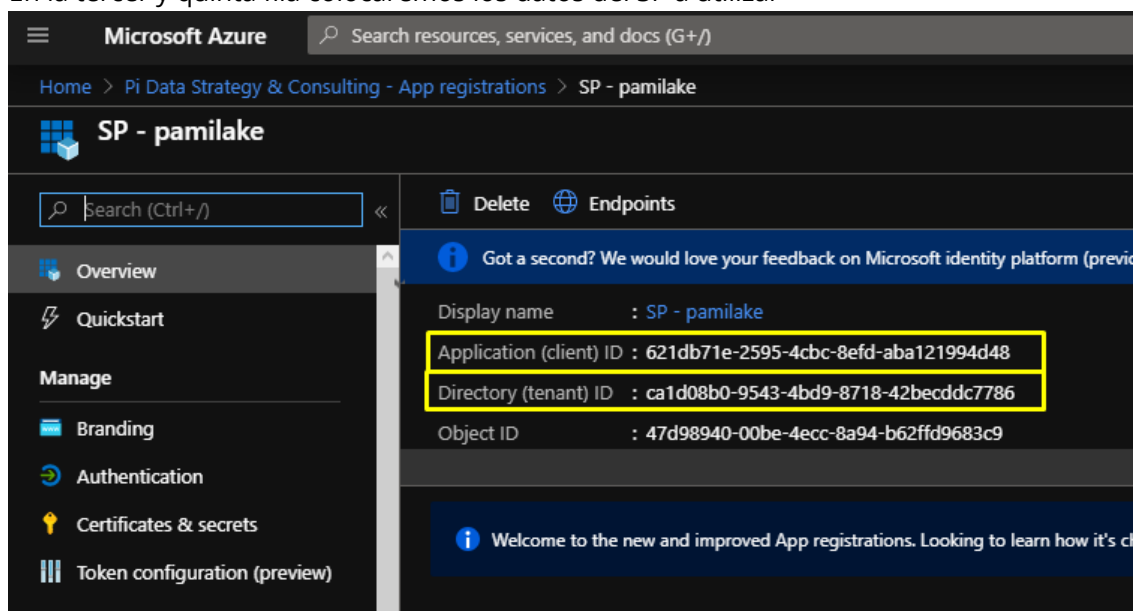 Microsoft Azure Search resources, services, and docs (G+/)
Home > Pi Data Strategy & Consulting - App registrations > SP - pamilake
SP - pamilake
Search (Ctrl+/) «
Delete Endpoints
Got a second? We would love your feedback on Microsoft identity platform
Overview
Quickstart
Display name : SP - pamilake
Application (client) ID : 621db71e-2595-4cbc-8efd-aba121994d48
Directory (tenant) ID : ca1d08b0-9543-4bd9-8718-42becddc7786
Object ID : 47d98940-00be-4ecc-8a94-b62ffd9683c9
Manage
Branding
Authentication
Certificates & secrets
Token configuration (preview)
Welcome to the new and improved App registrations. Looking to learn how it's